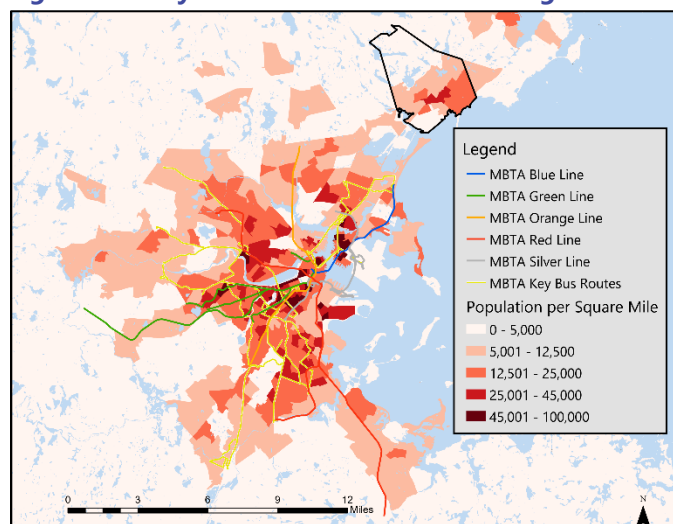 Legend
MBTA Blue Line
MBTA Green Line
MBTA Orange Line
MBTA Red Line
MBTA Silver Line
MBTA Key Bus Routes
Population per Square Mile
0 - 5,000
5,001 - 12,500
12,501 - 25,000
25,001 - 45,000
45,001 - 100,000
0 3 6 9 12
Miles
N